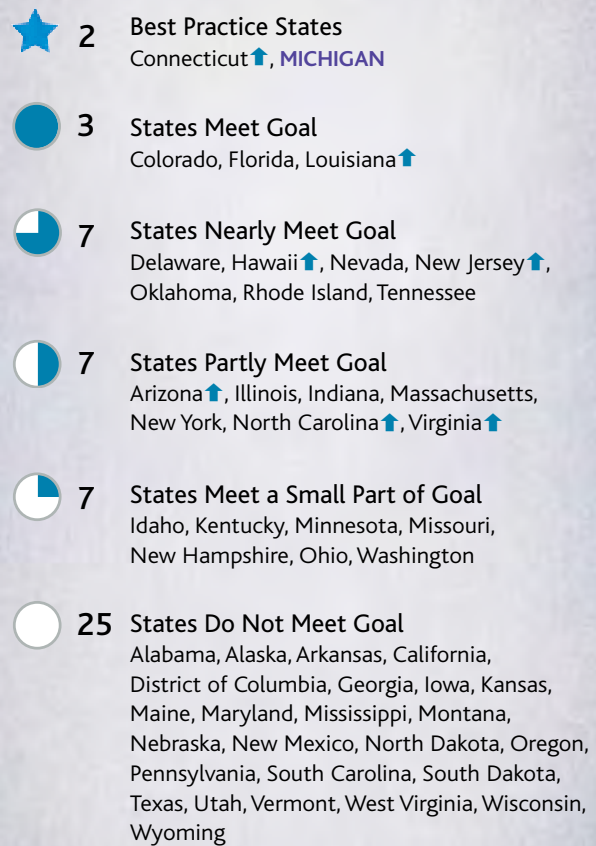 2 Best Practice States
Connecticut⬆, MICHIGAN
3 States Meet Goal
Colorado, Florida, Louisiana⬆
7 States Nearly Meet Goal
Delaware, Hawaii⬆, Nevada, New Jersey⬆,
Oklahoma, Rhode Island, Tennessee
7 States Partly Meet Goal
Arizona⬆, Illinois, Indiana, Massachusetts,
New York, North Carolina⬆, Virginia⬆
7 States Meet a Small Part of Goal
Idaho, Kentucky, Minnesota, Missouri,
New Hampshire, Ohio, Washington
25 States Do Not Meet Goal
Alabama, Alaska, Arkansas, California,
District of Columbia, Georgia, Iowa, Kansas,
Maine, Maryland, Mississippi, Montana,
Nebraska, New Mexico, North Dakota, Oregon,
Pennsylvania, South Carolina, South Dakota,
Texas, Utah, Vermont, West Virginia, Wisconsin,
Wyoming